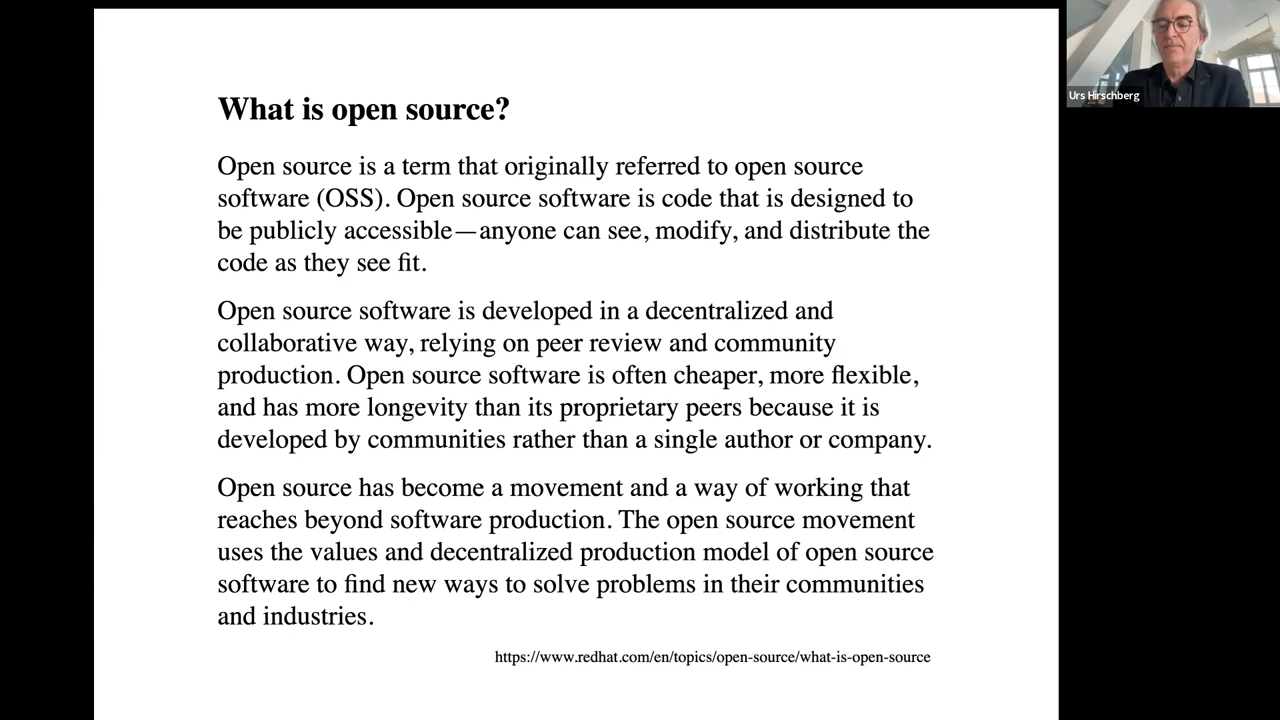 What is open source?
Open source is a term that originally referred to open source
software (OSS). Open source software is code that is designed to
be publicly accessible—anyone can see, modify, and distribute the
code as they see fit.
Open source software is developed in a decentralized and
collaborative way, relying on peer review and community
production. Open source software is often cheaper, more flexible,
and has more longevity than its proprietary peers because it is
developed by communities rather than a single author or company.
Open source has become a movement and a way of working that
reaches beyond software production. The open source movement
uses the values and decentralized production model of open source
software to find new ways to solve problems in their communities
and industries.
https://www.redhat.com/en/topics/open-source/what-is-open-source
Urs Hirschberg